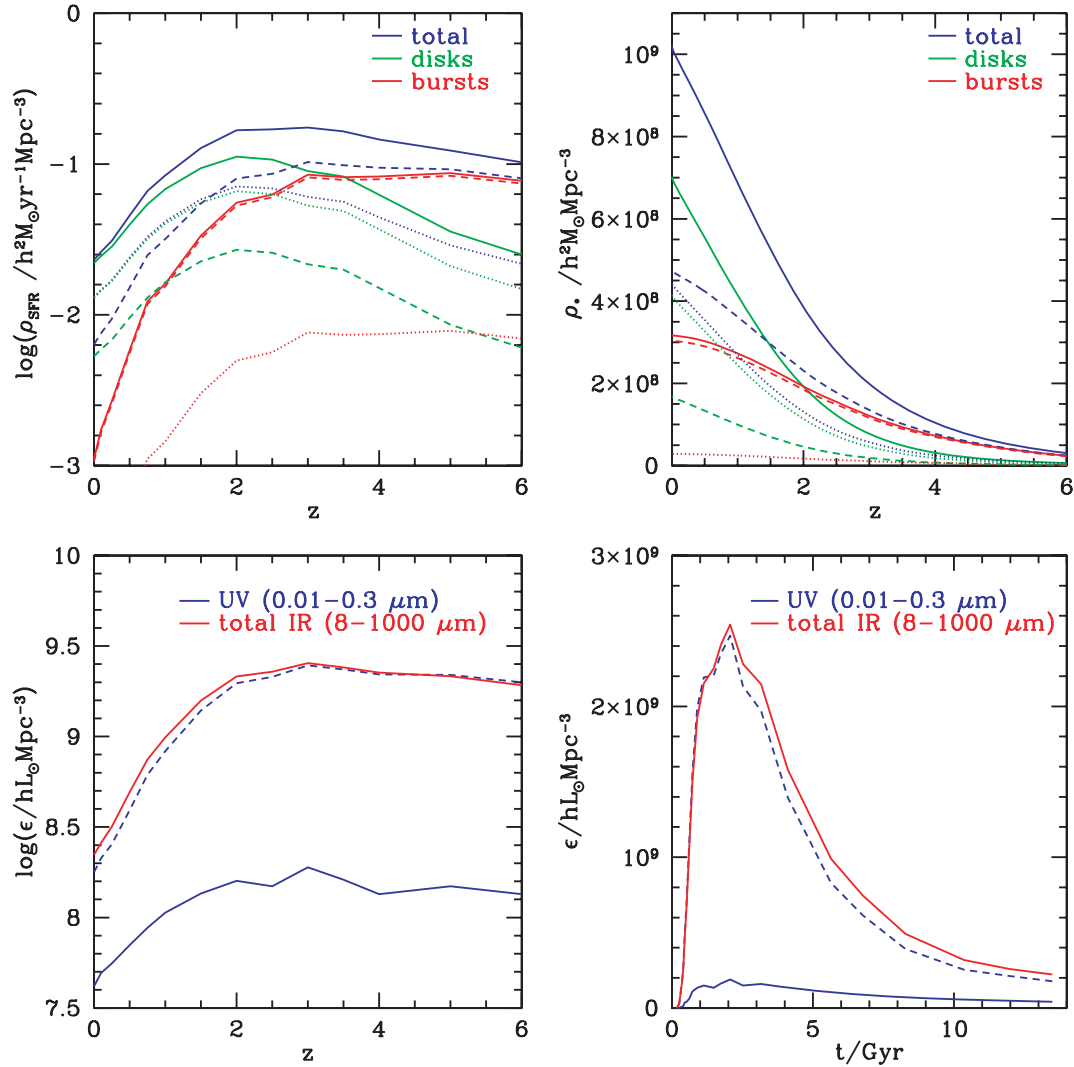 0
−1
−2
−3
log(ρSFR /h²M⊙yr⁻¹Mpc⁻³)
total
disks
bursts
0 2 4 6
z
10⁹
8×10⁸
6×10⁸
4×10⁸
2×10⁸
0
ρ⋆ /h²M⊙Mpc⁻³
total
disks
bursts
0 2 4 6
z
10
9.5
9
8.5
8
7.5
log(ϵ/hL⊙Mpc⁻³)
UV (0.01−0.3 μm)
total IR (8−1000 μm)
0 2 4 6
z
3×10⁹
2×10⁹
10⁹
0
ϵ/hL⊙Mpc⁻³
UV (0.01−0.3 μm)
total IR (8−1000 μm)
0 5 10
t/Gyr